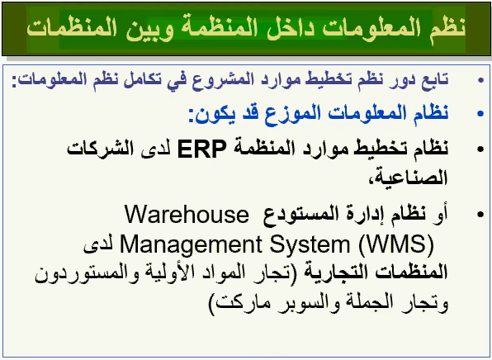 نظم المعلومات داخل المنظمة وبين المنظمات
• تابع دور نظم تخطيط موارد المشروع في تكامل نظم المعلومات:
• نظام المعلومات الموزع قد يكون:
• نظام تخطيط موارد المنظمة ERP لدى الشركات
الصناعية،
• أو نظام إدارة المستودع Warehouse
Management System (WMS) لدى
المنظمات التجارية (تجار المواد الأولية والمستوردون
وتجار الجملة والسوبر ماركت)